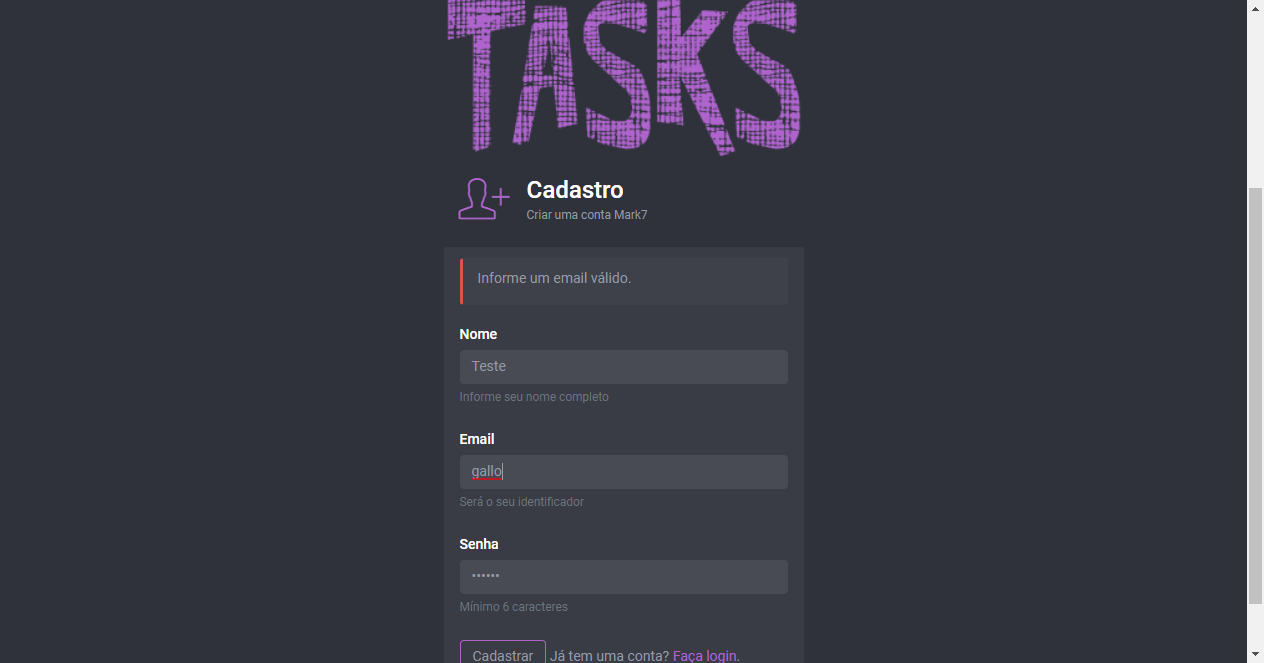 TASKS
Cadastro
Criar uma conta Mark7
Informe um email válido.
Nome
Teste
Informe seu nome completo
Email
gallo
Será o seu identificador
Senha
••••••
Mínimo 6 caracteres
Cadastrar Já tem uma conta? Faça login.